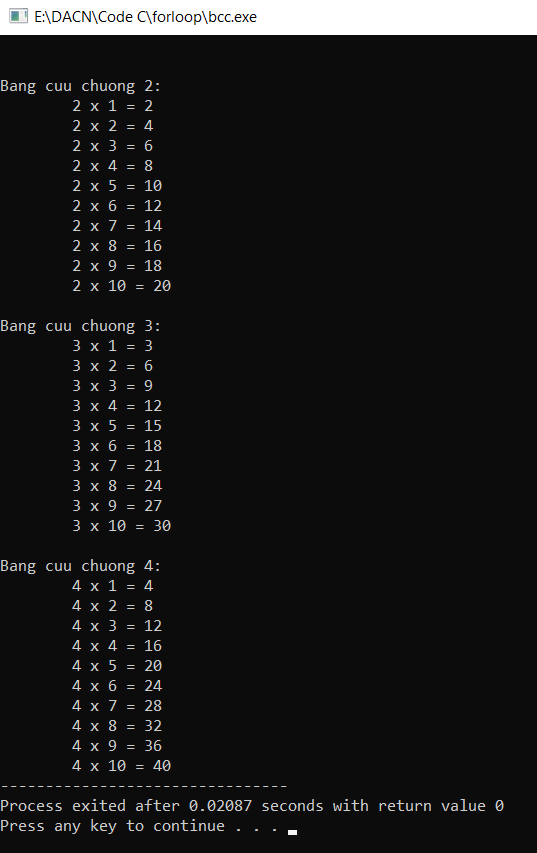 E:\DACN\Code C\forloop\bcc.exe
Bang cuu chuong 2:
2 x 1 = 2
2 x 2 = 4
2 x 3 = 6
2 x 4 = 8
2 x 5 = 10
2 x 6 = 12
2 x 7 = 14
2 x 8 = 16
2 x 9 = 18
2 x 10 = 20
Bang cuu chuong 3:
3 x 1 = 3
3 x 2 = 6
3 x 3 = 9
3 x 4 = 12
3 x 5 = 15
3 x 6 = 18
3 x 7 = 21
3 x 8 = 24
3 x 9 = 27
3 x 10 = 30
Bang cuu chuong 4:
4 x 1 = 4
4 x 2 = 8
4 x 3 = 12
4 x 4 = 16
4 x 5 = 20
4 x 6 = 24
4 x 7 = 28
4 x 8 = 32
4 x 9 = 36
4 x 10 = 40
--------------------------------
Process exited after 0.02087 seconds with return value 0
Press any key to continue . . .